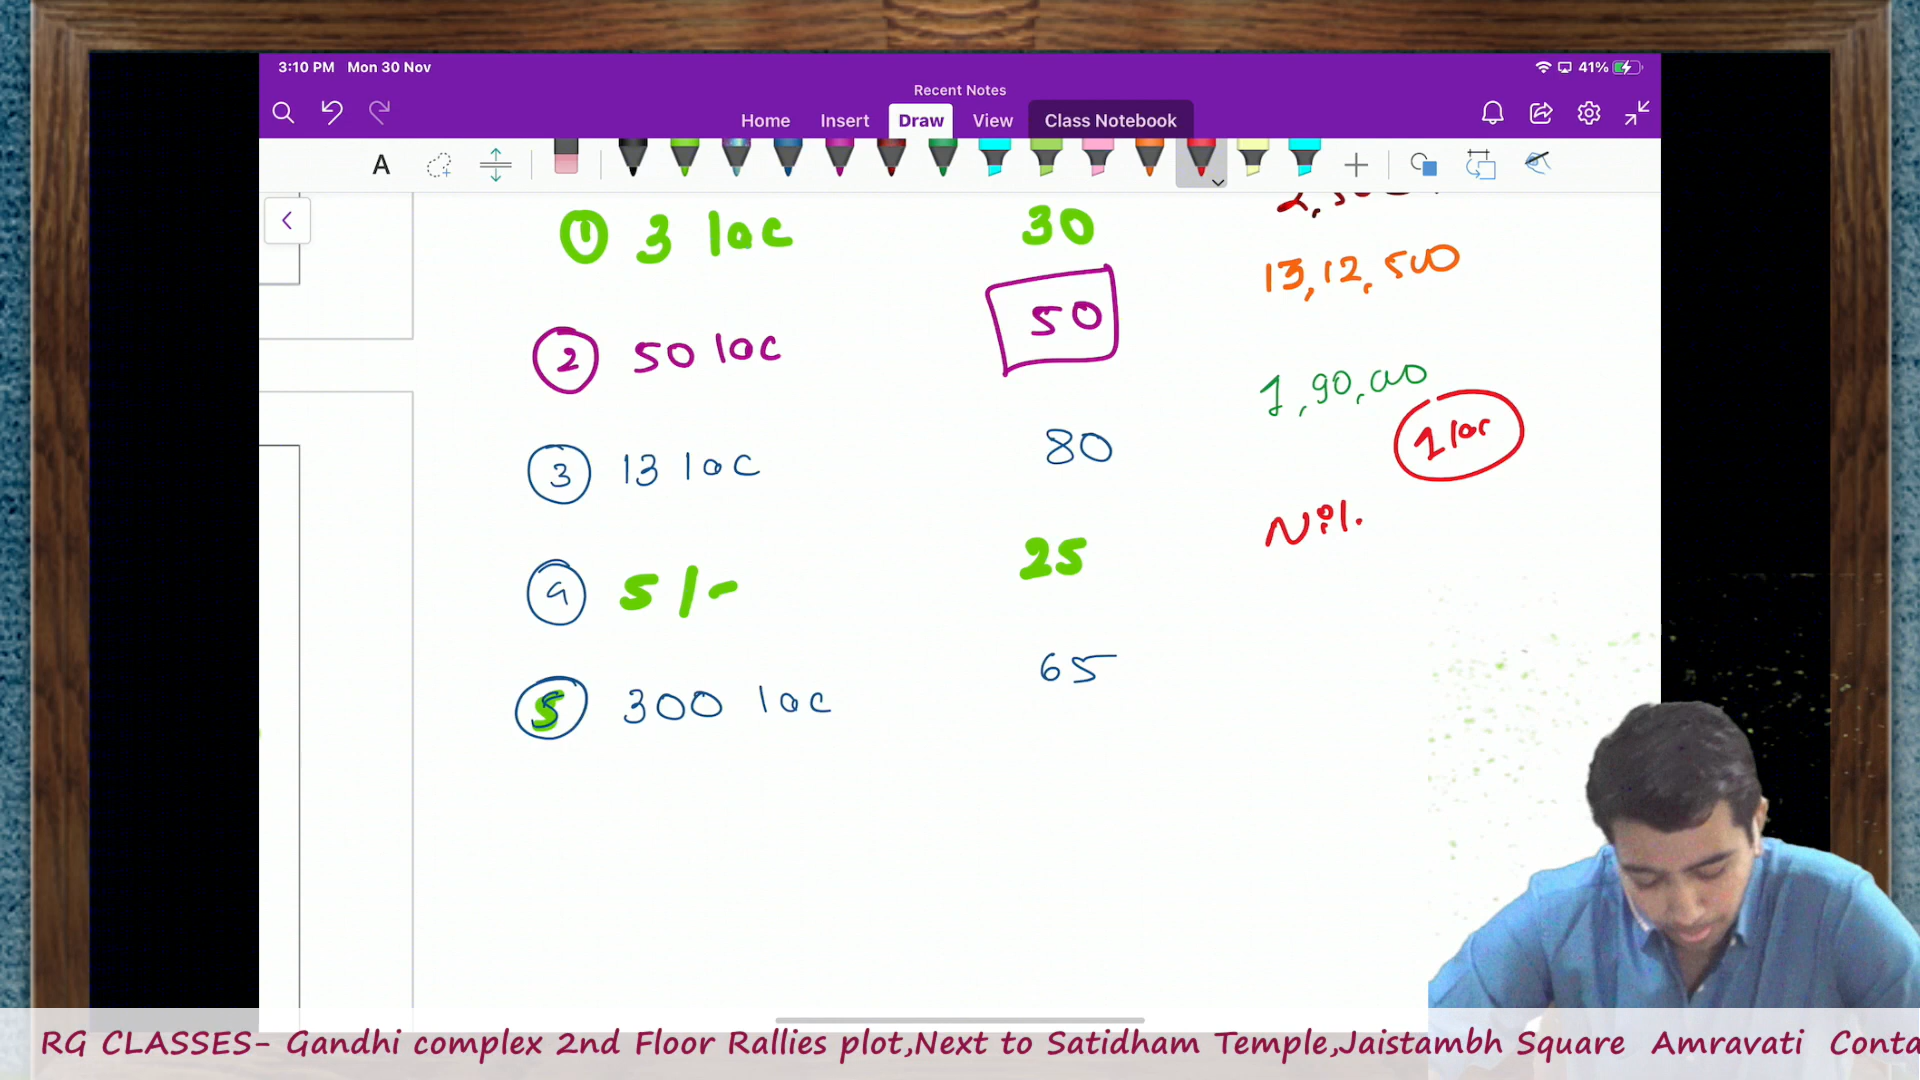 3:10 PM Mon 30 Nov
41%
Recent Notes
Home Insert Draw View Class Notebook
A
① 3 lac 30
13,12,500
② 50 lac 50
1,90,000
1 lac
③ 13 lac 80
Nil.
④ 5/- 25
⑤ 300 lac 65
RG CLASSES- Gandhi complex 2nd Floor Rallies plot,Next to Satidham Temple,Jaistambh Square Amravati Conta